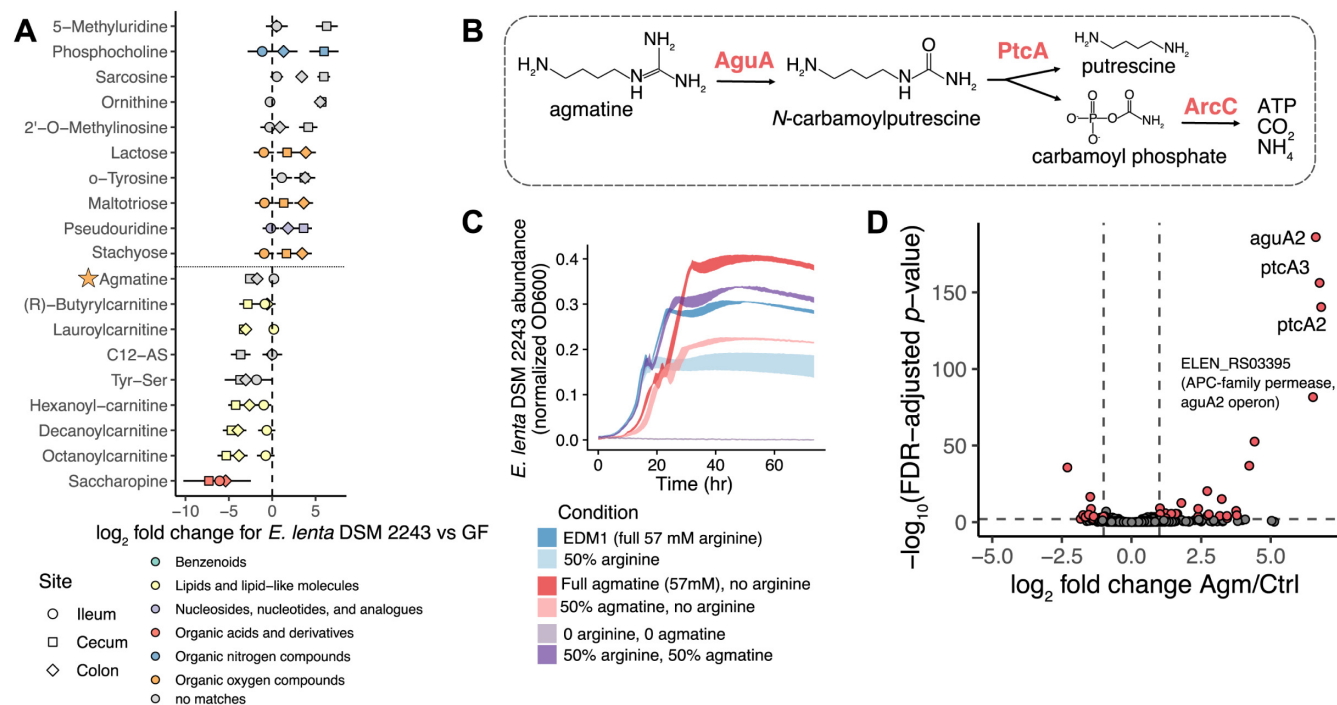 A
5-Methyluridine
Phosphocholine
Sarcosine
Ornithine
2'-O-Methylinosine
Lactose
o-Tyrosine
Maltotriose
Pseudouridine
Stachyose
Agmatine
(R)-Butyrylcarnitine
Lauroylcarnitine
C12-AS
Tyr-Ser
Hexanoyl-carnitine
Decanoylcarnitine
Octanoylcarnitine
Saccharopine
-10 -5 0 5
log2 fold change for E. lenta DSM 2243 vs GF
Site
Ileum
Cecum
Colon
Benzenoids
Lipids and lipid-like molecules
Nucleosides, nucleotides, and analogues
Organic acids and derivatives
Organic nitrogen compounds
Organic oxygen compounds
no matches
B
H2N
N
H
NH2
NH2
agmatine
AguA
H2N
N
H
O
NH2
N-carbamoylputrescine
PtcA
H2N
NH2
putrescine
O
O-
P
O
O-
O
NH2
carbamoyl phosphate
ArcC
ATP
CO2
NH4
C
E. lenta DSM 2243 abundance
(normalized OD600)
0.4
0.3
0.2
0.1
0.0
0 20 40 60
Time (hr)
Condition
EDM1 (full 57 mM arginine)
50% arginine
Full agmatine (57mM), no arginine
50% agmatine, no arginine
0 arginine, 0 agmatine
50% arginine, 50% agmatine
D
-log10(FDR-adjusted p-value)
150
100
50
0
aguA2
ptcA3
ptcA2
ELEN_RS03395
(APC-family permease,
aguA2 operon)
-5.0 -2.5 0.0 2.5 5.0
log2 fold change Agm/Ctrl